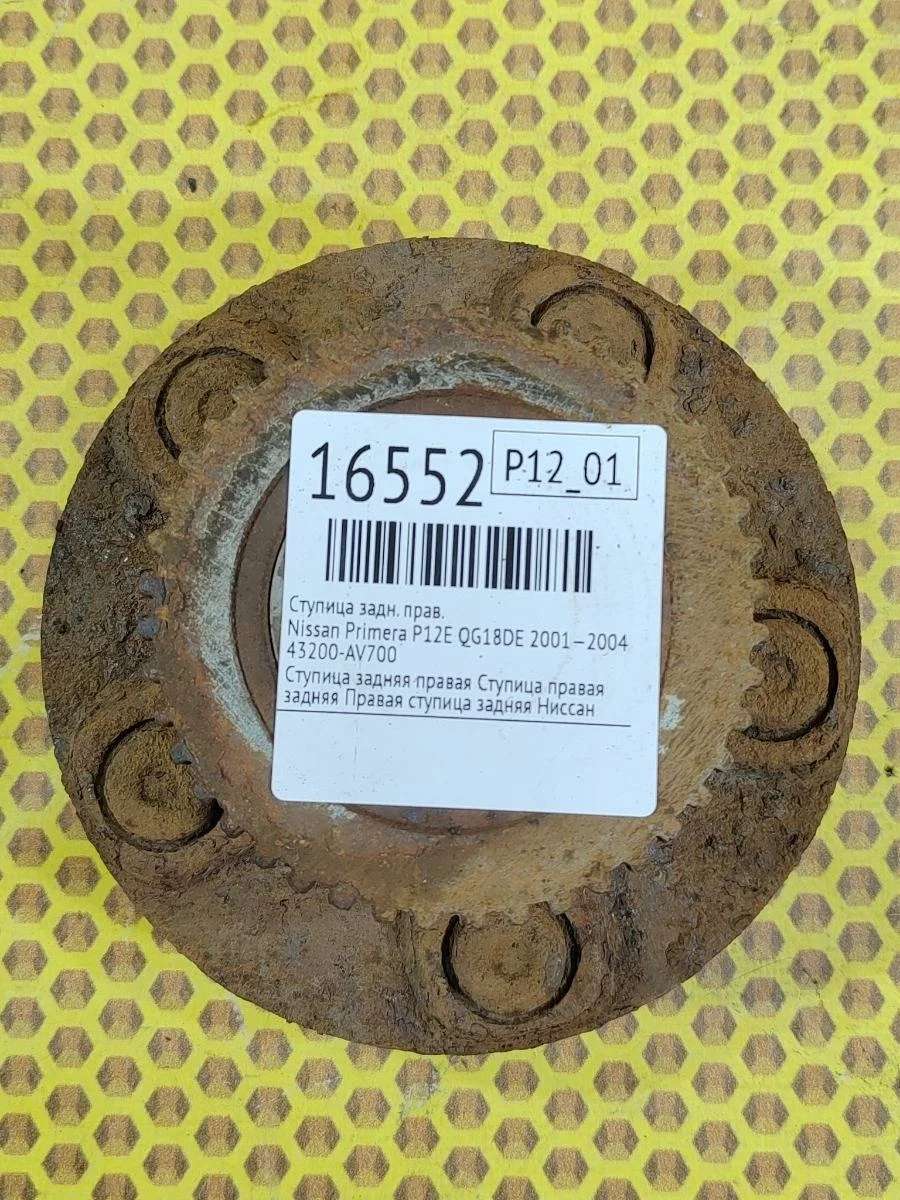 16552
P12_01
Ступица задн. прав.
Nissan Primera P12E QG18DE 2001–2004
43200-AV700
Ступица задняя правая Ступица правая
задняя Правая ступица задняя Ниссан